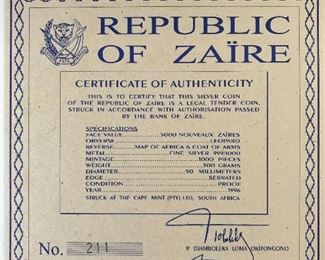 REPUBLIC
OF ZAÏRE
CERTIFICATE OF AUTHENTICITY
THIS IS TO CERTIFY THAT THIS SILVER COIN
OF THE REPUBLIC OF ZAÏRE IS A LEGAL TENDER COIN,
STRUCK IN ACCORDANCE WITH AUTHORISATION PASSED
BY THE BANK OF ZAÏRE.
SPECIFICATIONS
FACE VALUE 5000 NOUVEAUX ZAÏRES
OBVERSE LEOPARD
REVERSE MAP OF AFRICA & COAT OF ARMS
METAL FINE SILVER 999/1000
MINTAGE 1000 PIECES
WEIGHT 500 GRAMS
DIAMETER 90 MILLIMETERS
EDGE SERRATED
CONDITION PROOF
YEAR 1996
STRUCK AT THE CAPE MINT (PTY) LTD, SOUTH AFRICA
No. 211
P. DJAMBOLEKA LOMA OKITONGONO